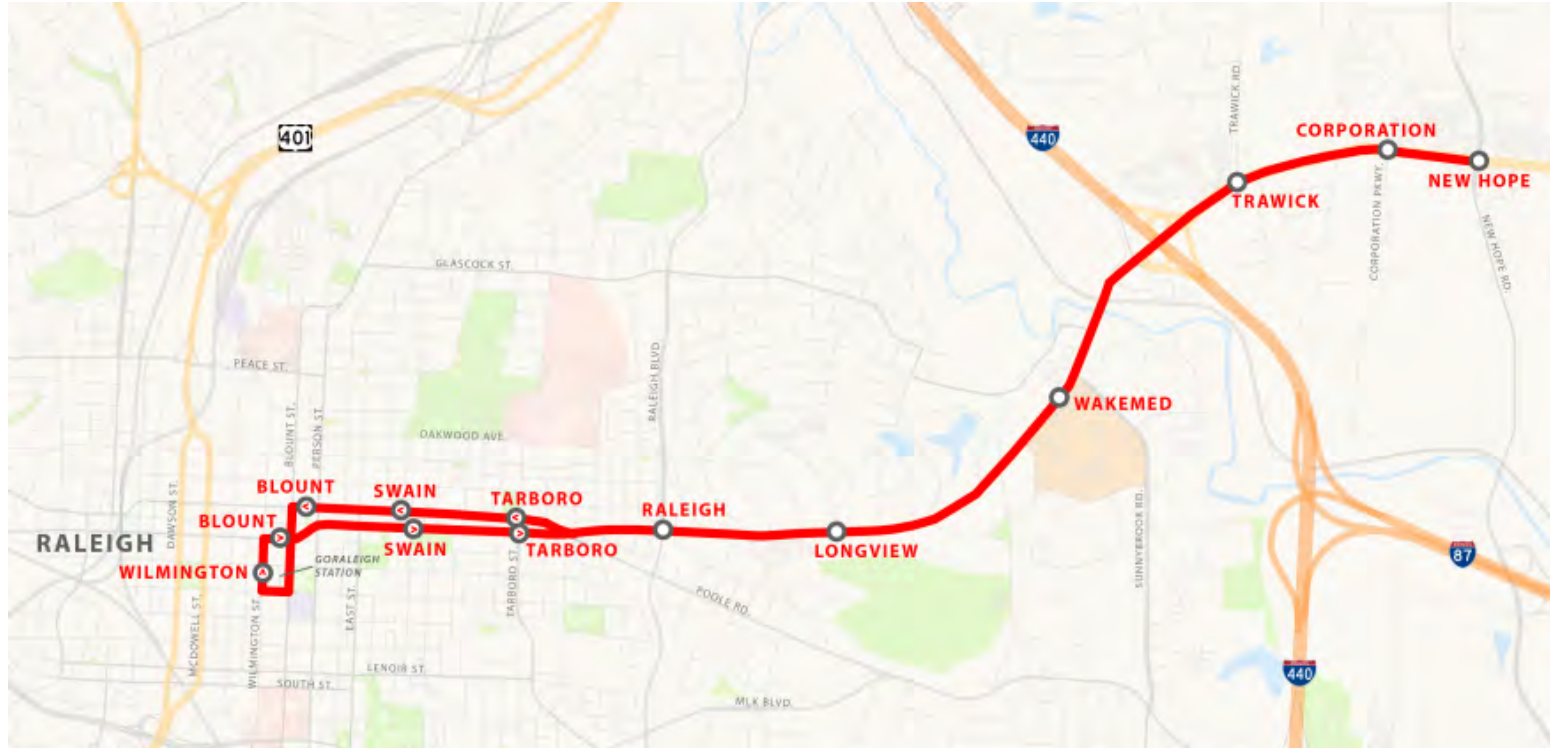 401
440
TRAWICK RD.
CORPORATION
NEW HOPE
TRAWICK
CORPORATION PKWY.
NEW HOPE RD.
GLASCOCK ST.
RALEIGH BLVD
PEACE ST.
BLOUNT ST.
PERSON ST.
OAKWOOD AVE.
WAKEMED
BLOUNT
SWAIN
TARBORO
RALEIGH
BLOUNT
SWAIN
TARBORO
LONGVIEW
RALEIGH
DAWSON ST.
WILMINGTON
GORALEIGH
STATION
SUNNYBROOK RD.
87
MCDOWELL ST.
WILMINGTON ST.
EAST ST.
TARBORO ST.
POOLE RD.
LENOIR ST.
SOUTH ST.
MLK BLVD.
440